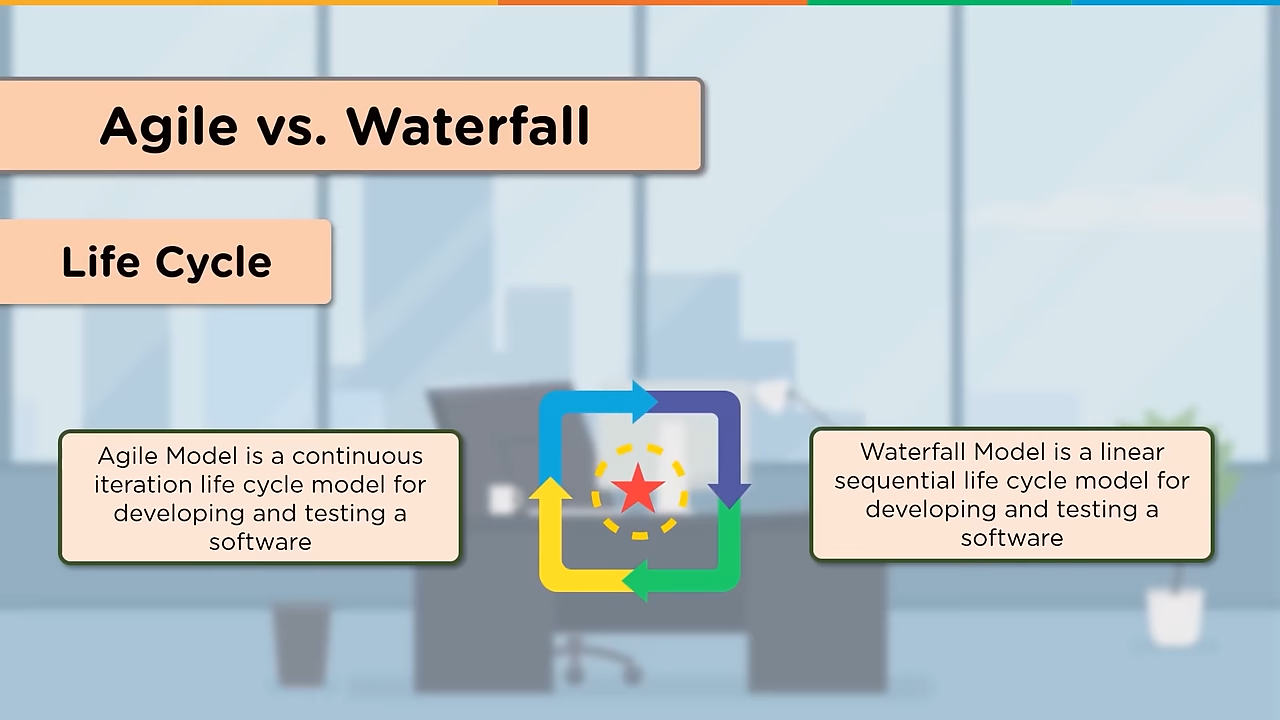 Agile vs. Waterfall
Life Cycle
Agile Model is a continuous
iteration life cycle model for
developing and testing a
software
Waterfall Model is a linear
sequential life cycle model for
developing and testing a
software